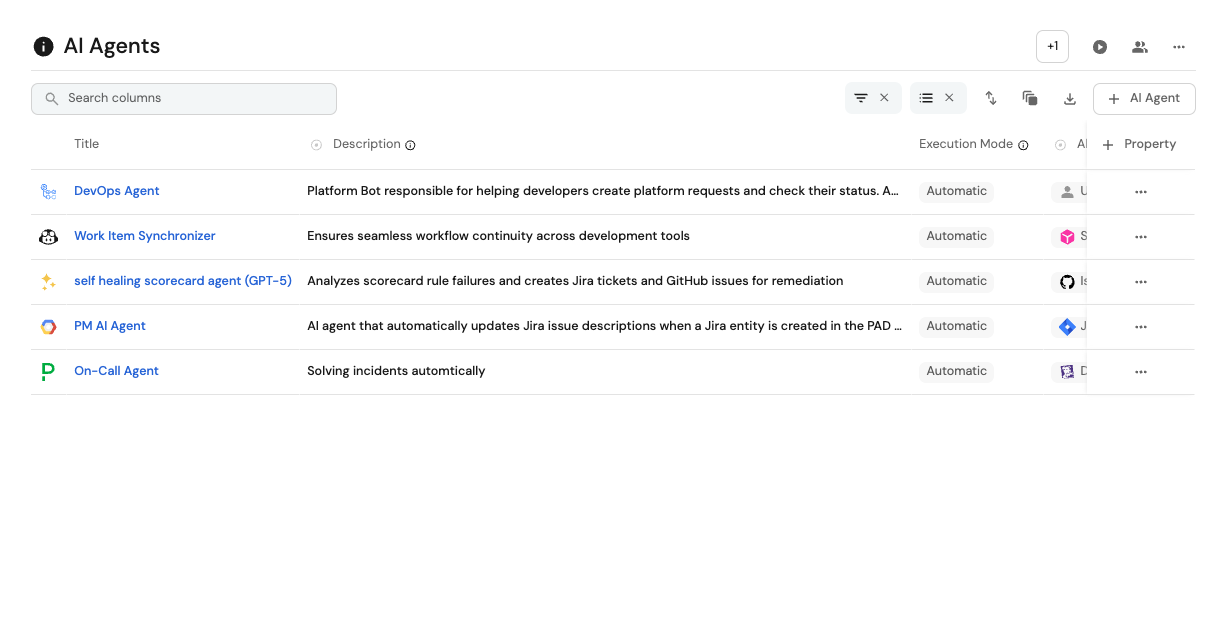 AI Agents
+1
Search columns
AI Agent
Title
Description
Execution Mode
Property
DevOps Agent
Platform Bot responsible for helping developers create platform requests and check their status. A...
Automatic
Work Item Synchronizer
Ensures seamless workflow continuity across development tools
Automatic
self healing scorecard agent (GPT-5)
Analyzes scorecard rule failures and creates Jira tickets and GitHub issues for remediation
Automatic
PM AI Agent
AI agent that automatically updates Jira issue descriptions when a Jira entity is created in the PAD ...
Automatic
On-Call Agent
Solving incidents automtically
Automatic